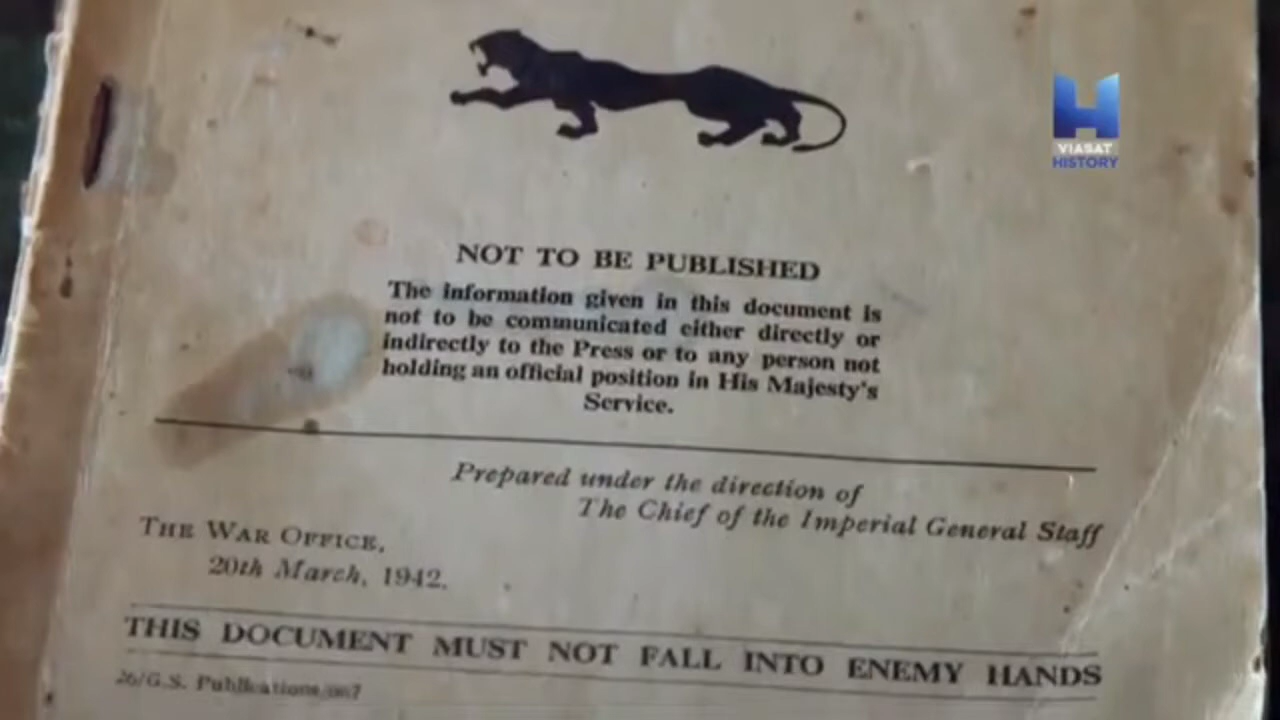 VIASAT
HISTORY
NOT TO BE PUBLISHED
The information given in this document is
not to be communicated either directly or
indirectly to the Press or to any person not
holding an official position in His Majesty's
Service.
Prepared under the direction of
The Chief of the Imperial General Staff
THE WAR OFFICE,
20th March, 1942.
THIS DOCUMENT MUST NOT FALL INTO ENEMY HANDS
26/G.S. Publications